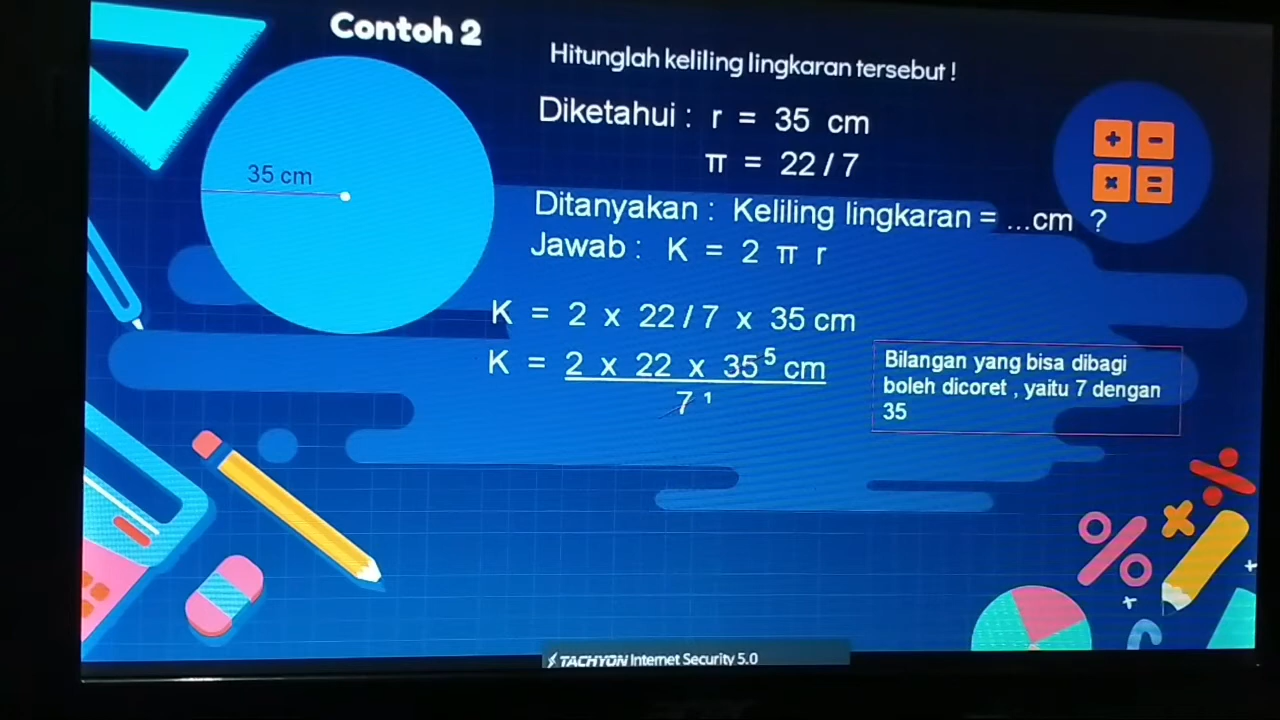 Contoh 2
Hitunglah keliling lingkaran tersebut !
35 cm
Diketahui : r = 35 cm
π = 22 / 7
Ditanyakan : Keliling lingkaran = ...cm ?
Jawab : K = 2 π r
K = 2 x 22 / 7 x 35 cm
K = 2 x 22 x 35 ⁵ cm
7 ¹
Bilangan yang bisa dibagi
boleh dicoret , yaitu 7 dengan
35
TACHYON Internet Security 5.0